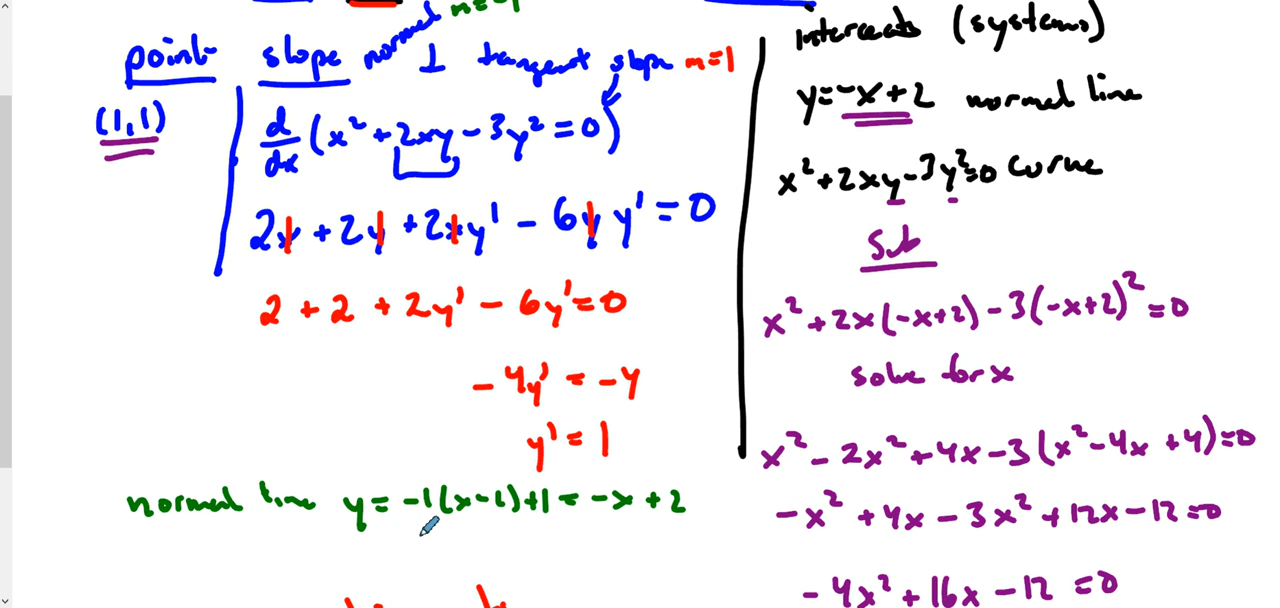 point slope normal ⊥ tangent slope m=1
(1,1)
d/dx (x² + 2xy - 3y² = 0)
2x + 2y + 2xy' - 6y y' = 0
2 + 2 + 2y' - 6y' = 0
-4y' = -4
y' = 1
normal line y = -1(x-1)+1 = -x + 2
intersects (systems)
y = -x + 2 normal line
x² + 2xy - 3y² = 0 curve
Sub
x² + 2x(-x+2) - 3(-x+2)² = 0
solve for x
x² - 2x² + 4x - 3(x² - 4x + 4) = 0
-x² + 4x - 3x² + 12x - 12 = 0
-4x² + 16x - 12 = 0